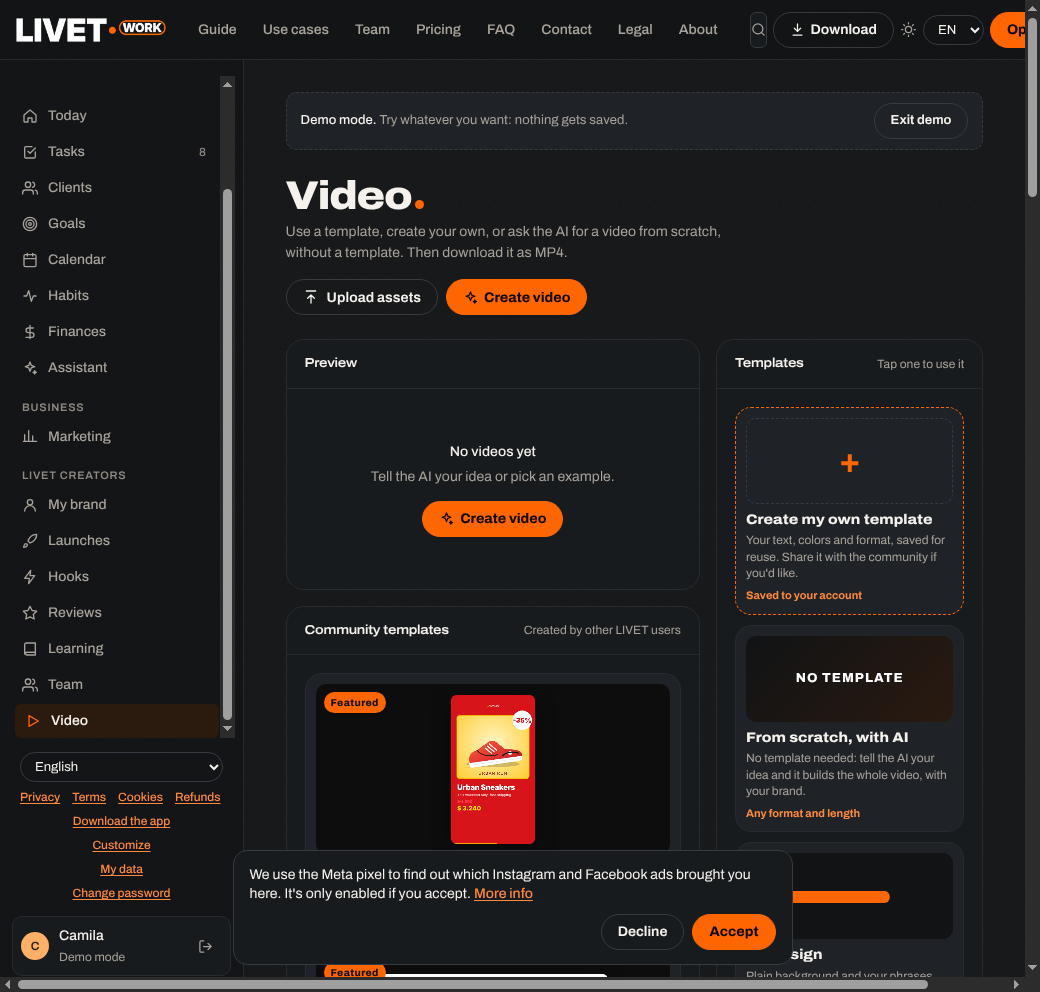 LIVET WORK
Guide
Use cases
Team
Pricing
FAQ
Contact
Legal
About
Download
EN
Today
Tasks 8
Clients
Goals
Calendar
Habits
Finances
Assistant
BUSINESS
Marketing
LIVET CREATORS
My brand
Launches
Hooks
Reviews
Learning
Team
Video
English
Privacy Terms Cookies Refunds
Download the app
Customize
My data
Change password
C
Camila
Demo mode
Demo mode. Try whatever you want: nothing gets saved.
Exit demo
Video.
Use a template, create your own, or ask the AI for a video from scratch,
without a template. Then download it as MP4.
Upload assets
Create video
Preview
No videos yet
Tell the AI your idea or pick an example.
Create video
Community templates
Created by other LIVET users
Featured
-35%
URBAN RUN
Urban Sneakers
$ 3.240
Featured
Templates
Tap one to use it
+
Create my own template
Your text, colors and format, saved for
reuse. Share it with the community if
you'd like.
Saved to your account
NO TEMPLATE
From scratch, with AI
No template needed: tell the AI your
idea and it builds the whole video, with
your brand.
Any format and length
Plain background and your phrases
We use the Meta pixel to find out which Instagram and Facebook ads brought you
here. It's only enabled if you accept. More info
Decline
Accept